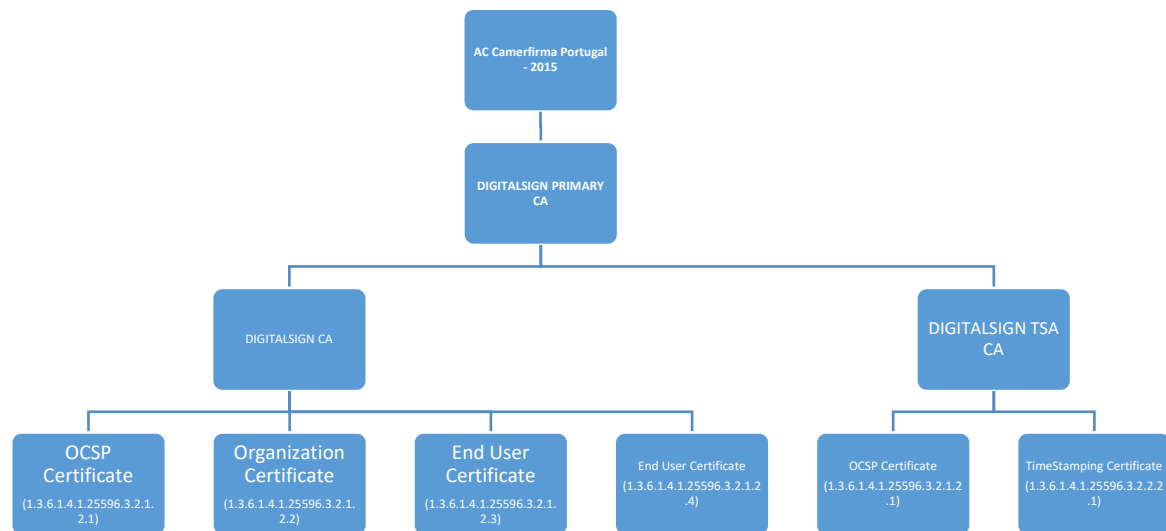 AC Camerfirma Portugal
- 2015
DIGITALSIGN PRIMARY
CA
DIGITALSIGN CA
DIGITALSIGN TSA
CA
OCSP
Certificate
(1.3.6.1.4.1.25596.3.2.1.
2.1)
Organization
Certificate
(1.3.6.1.4.1.25596.3.2.1.
2.2)
End User
Certificate
(1.3.6.1.4.1.25596.3.2.1.
2.3)
End User Certificate
(1.3.6.1.4.1.25596.3.2.1.2
.4)
OCSP Certificate
(1.3.6.1.4.1.25596.3.2.1.2
.1)
TimeStamping Certificate
(1.3.6.1.4.1.25596.3.2.2.2
.1)